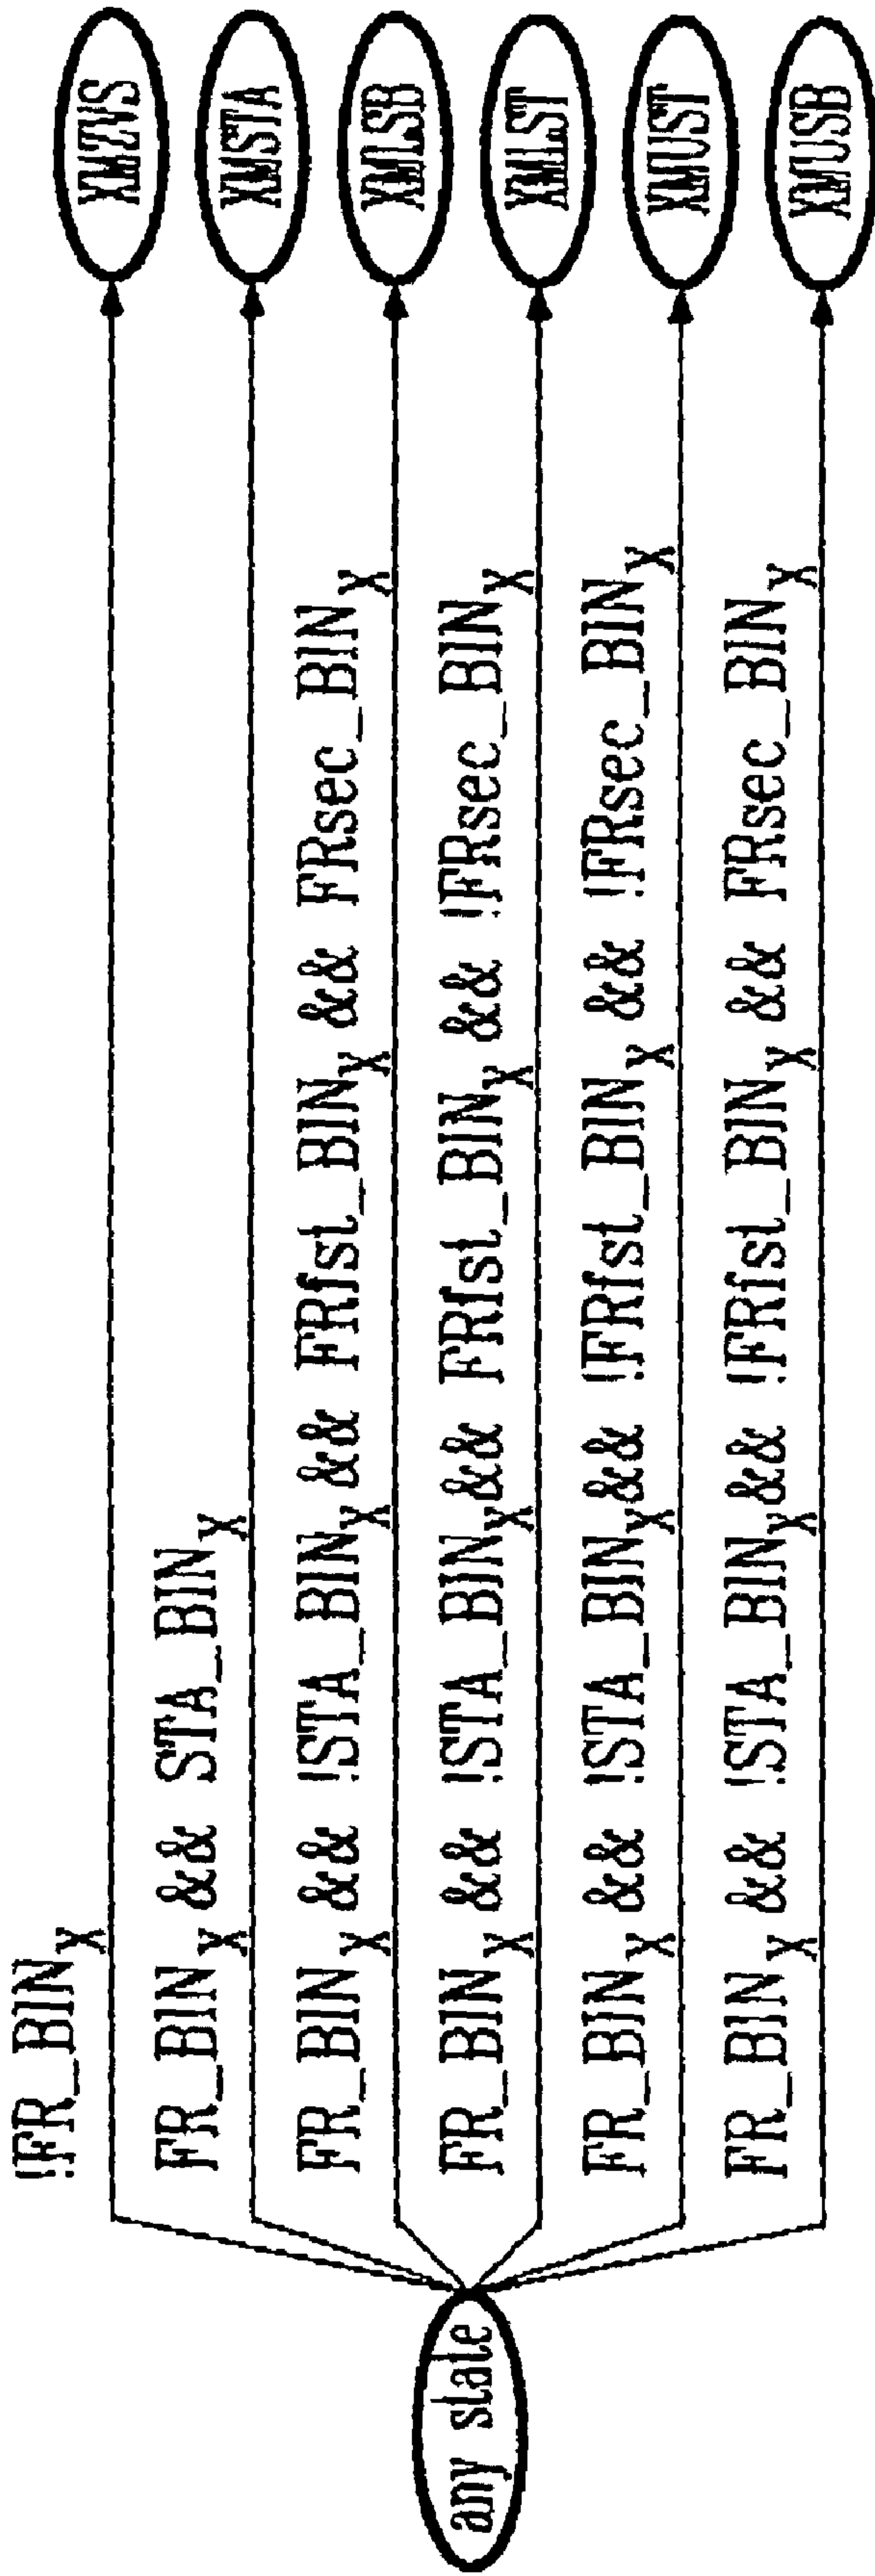 any state
!FR_BINX XMZVS
FR_BINX && STA_BINX XMSTA
FR_BINX && !STA_BINX && FRfst_BINX && FRsec_BINX XMLSB
FR_BINX && !STA_BINX && FRfst_BINX && !FRsec_BINX XMLST
FR_BINX && !STA_BINX && !FRfst_BINX && !FRsec_BINX XMUST
FR_BINX && !STA_BINX && !FRfst_BINX && FRsec_BINX XMUSB